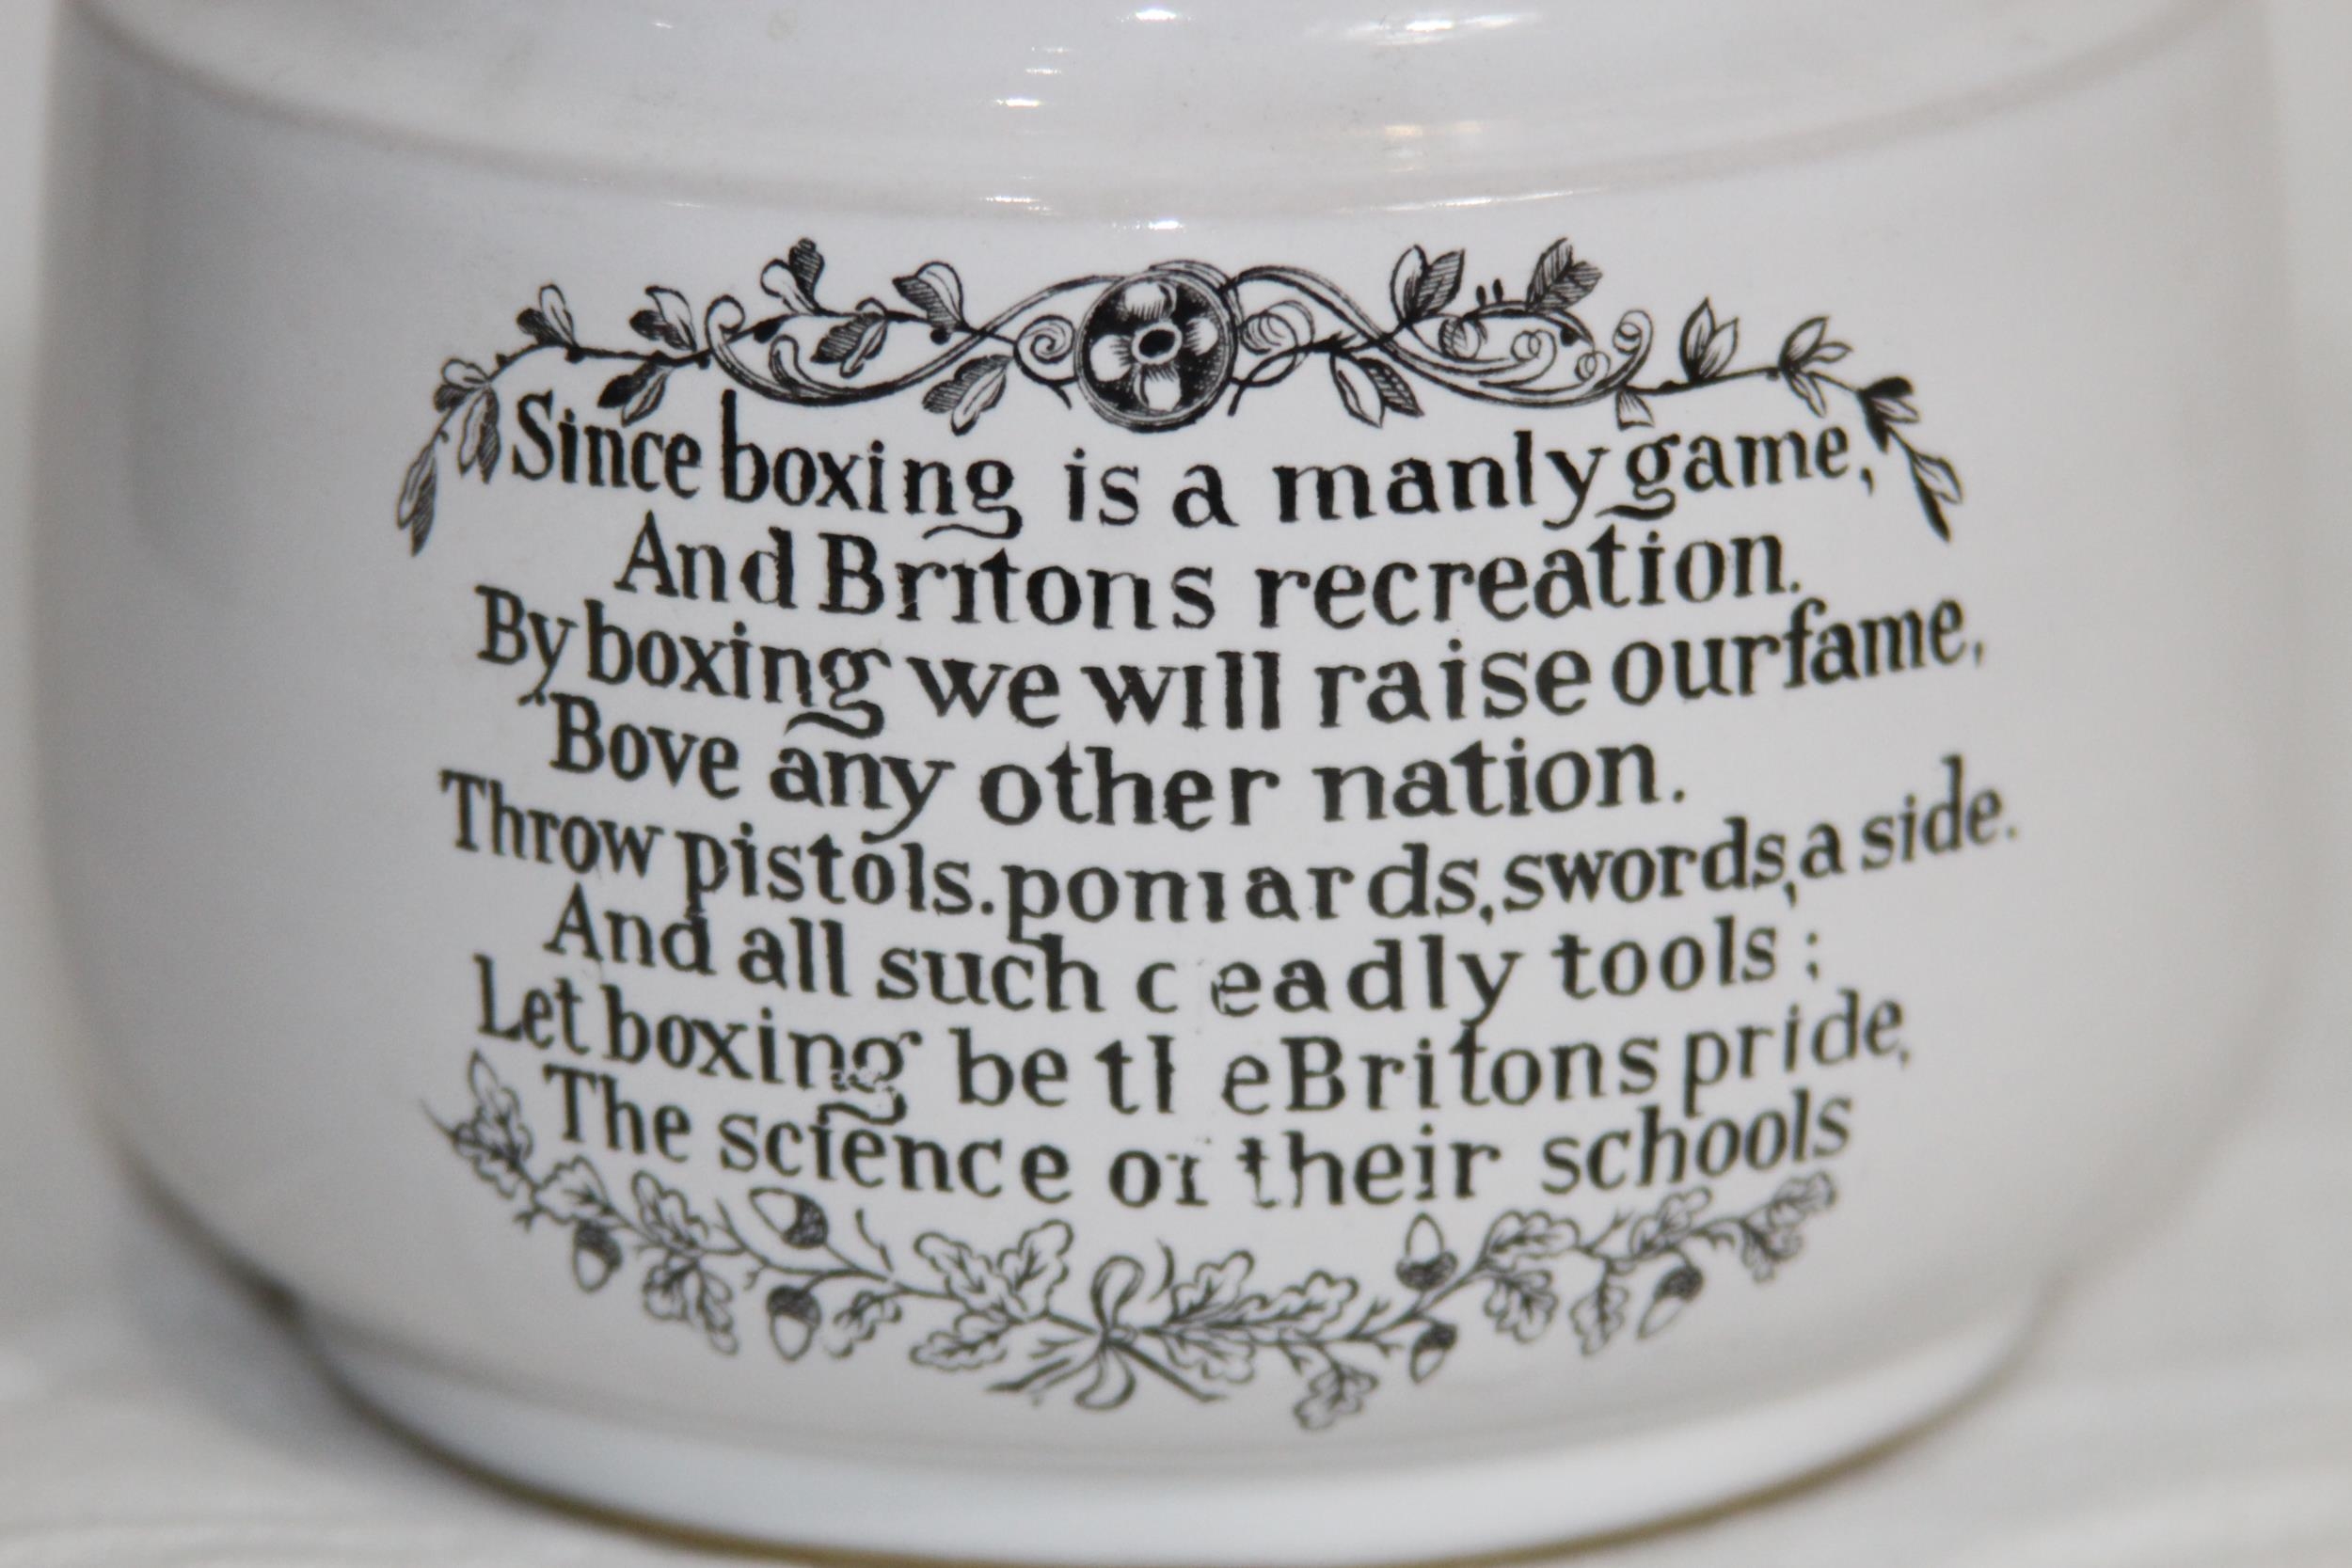 Since boxing is a manly game,
And Britons recreation.
By boxing we will raise our fame,
'Bove any other nation.
Throw pistols. poniards, swords, a side.
And all such deadly tools;
Let boxing be the Britons pride,
The science of their schools